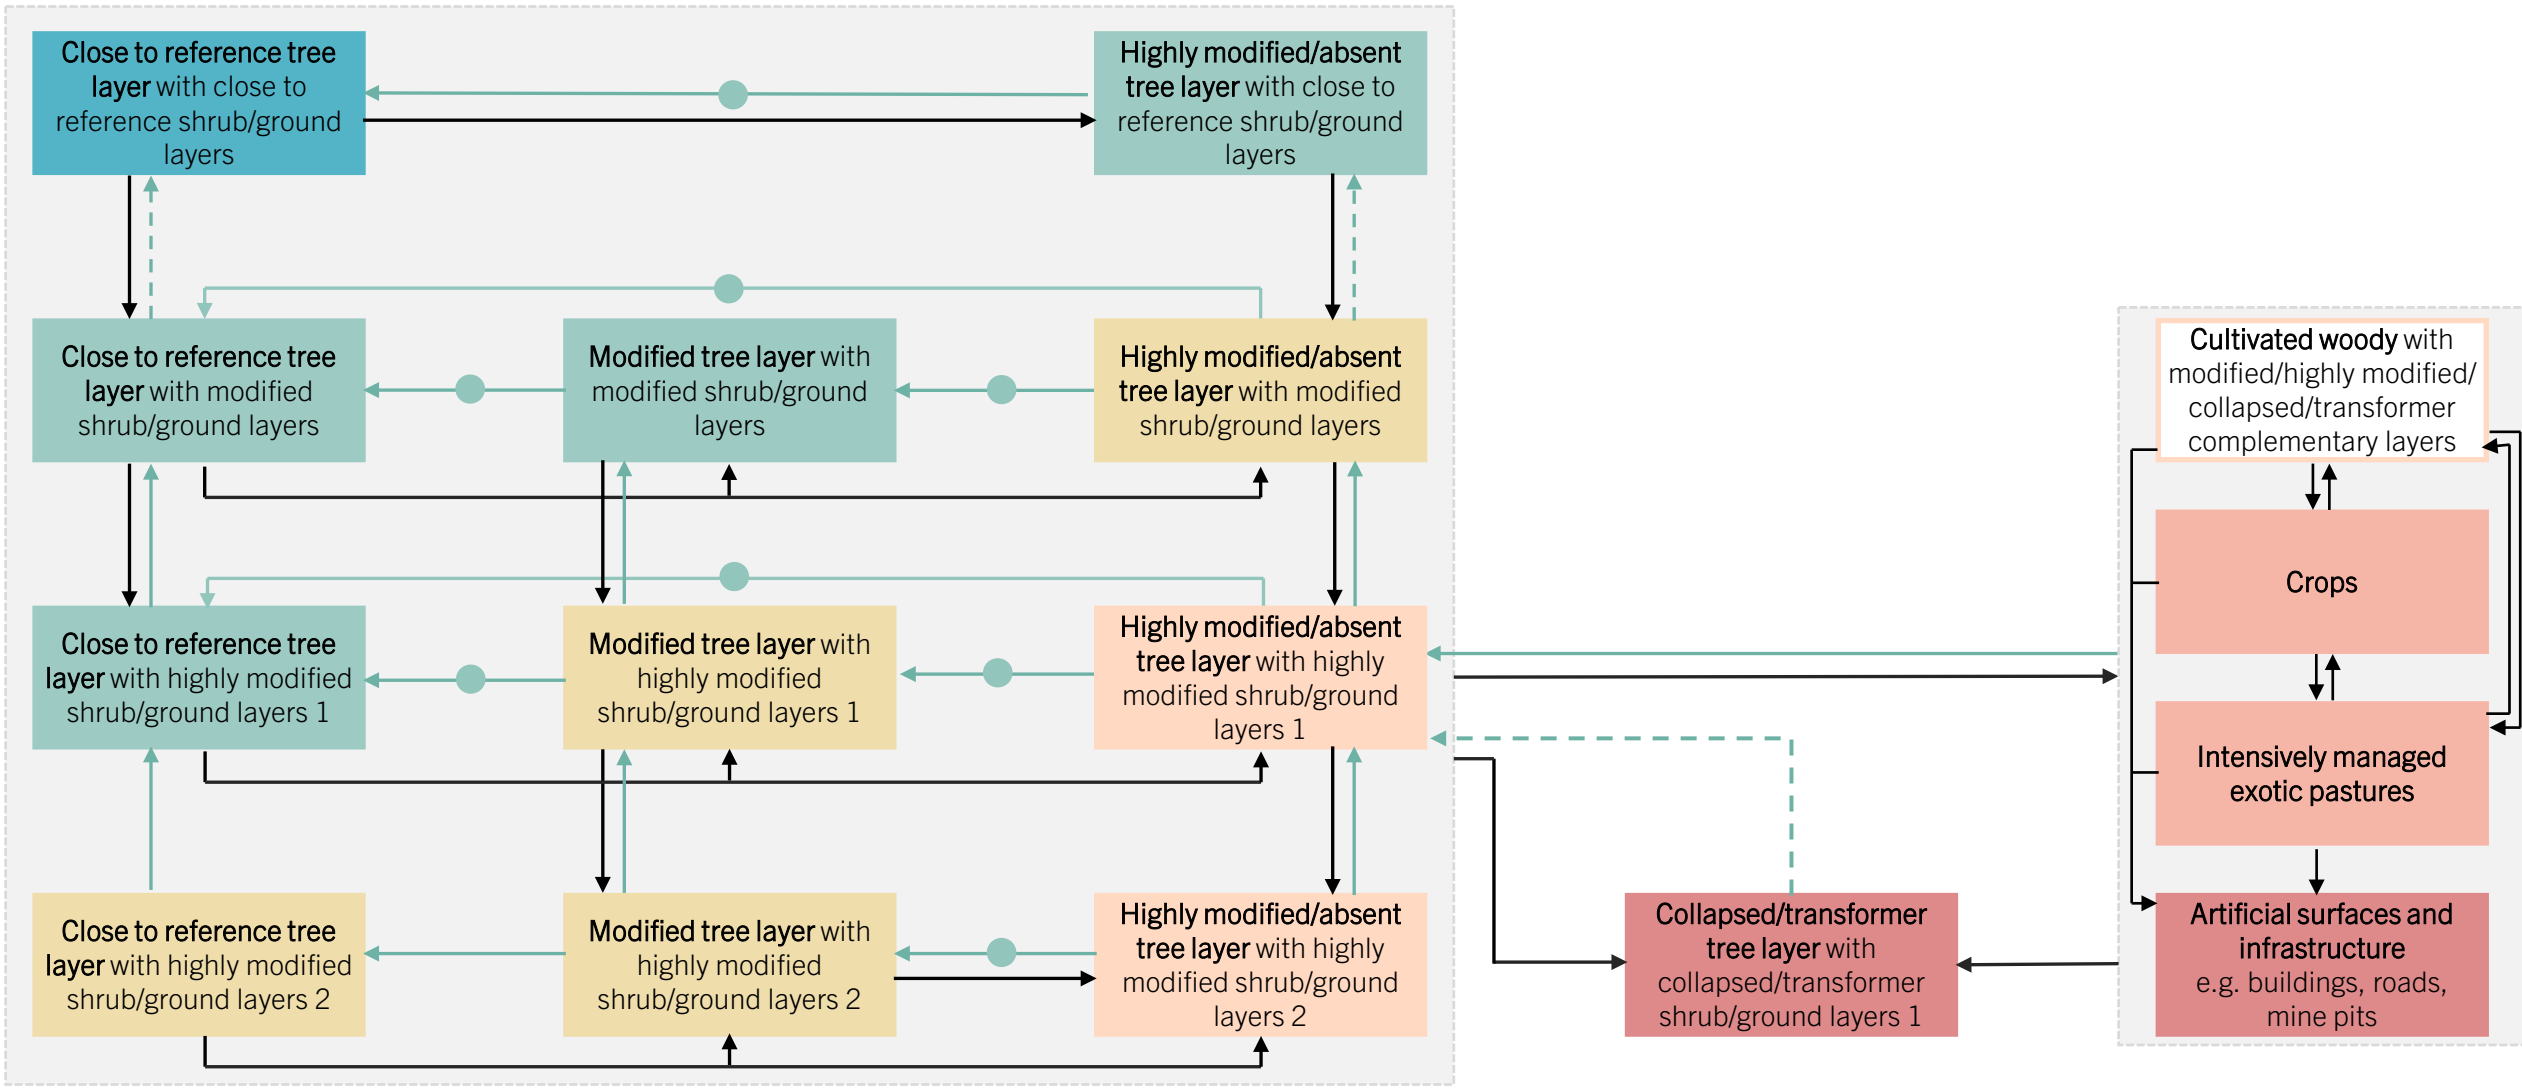 Close to reference tree
layer with close to
reference shrub/ground
layers
Highly modified/absent
tree layer with close to
reference shrub/ground
layers
Close to reference tree
layer with modified
shrub/ground layers
Modified tree layer with
modified shrub/ground
layers
Highly modified/absent
tree layer with modified
shrub/ground layers
Close to reference tree
layer with highly modified
shrub/ground layers 1
Modified tree layer with
highly modified
shrub/ground layers 1
Highly modified/absent
tree layer with highly
modified shrub/ground
layers 1
Close to reference tree
layer with highly modified
shrub/ground layers 2
Modified tree layer with
highly modified
shrub/ground layers 2
Highly modified/absent
tree layer with highly
modified shrub/ground
layers 2
Collapsed/transformer
tree layer with
collapsed/transformer
shrub/ground layers 1
Cultivated woody with
modified/highly modified/
collapsed/transformer
complementary layers
Crops
Intensively managed
exotic pastures
Artificial surfaces and
infrastructure
e.g. buildings, roads,
mine pits